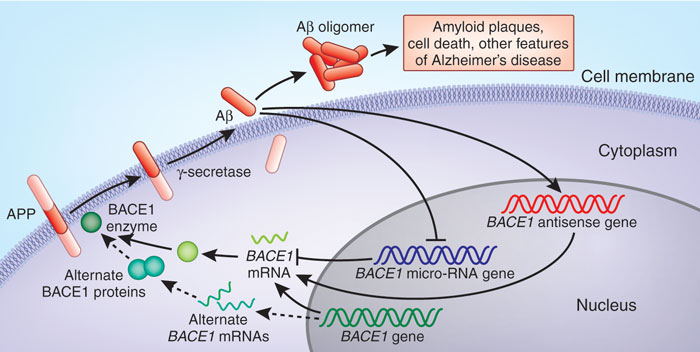 Aβ oligomer
Amyloid plaques,
cell death, other features
of Alzheimer's disease
Cell membrane
Aβ
γ-secretase
Cytoplasm
APP
BACE1
enzyme
BACE1 antisense gene
BACE1
mRNA
BACE1 micro-RNA gene
Alternate
BACE1 proteins
Nucleus
Alternate
BACE1 mRNAs
BACE1 gene